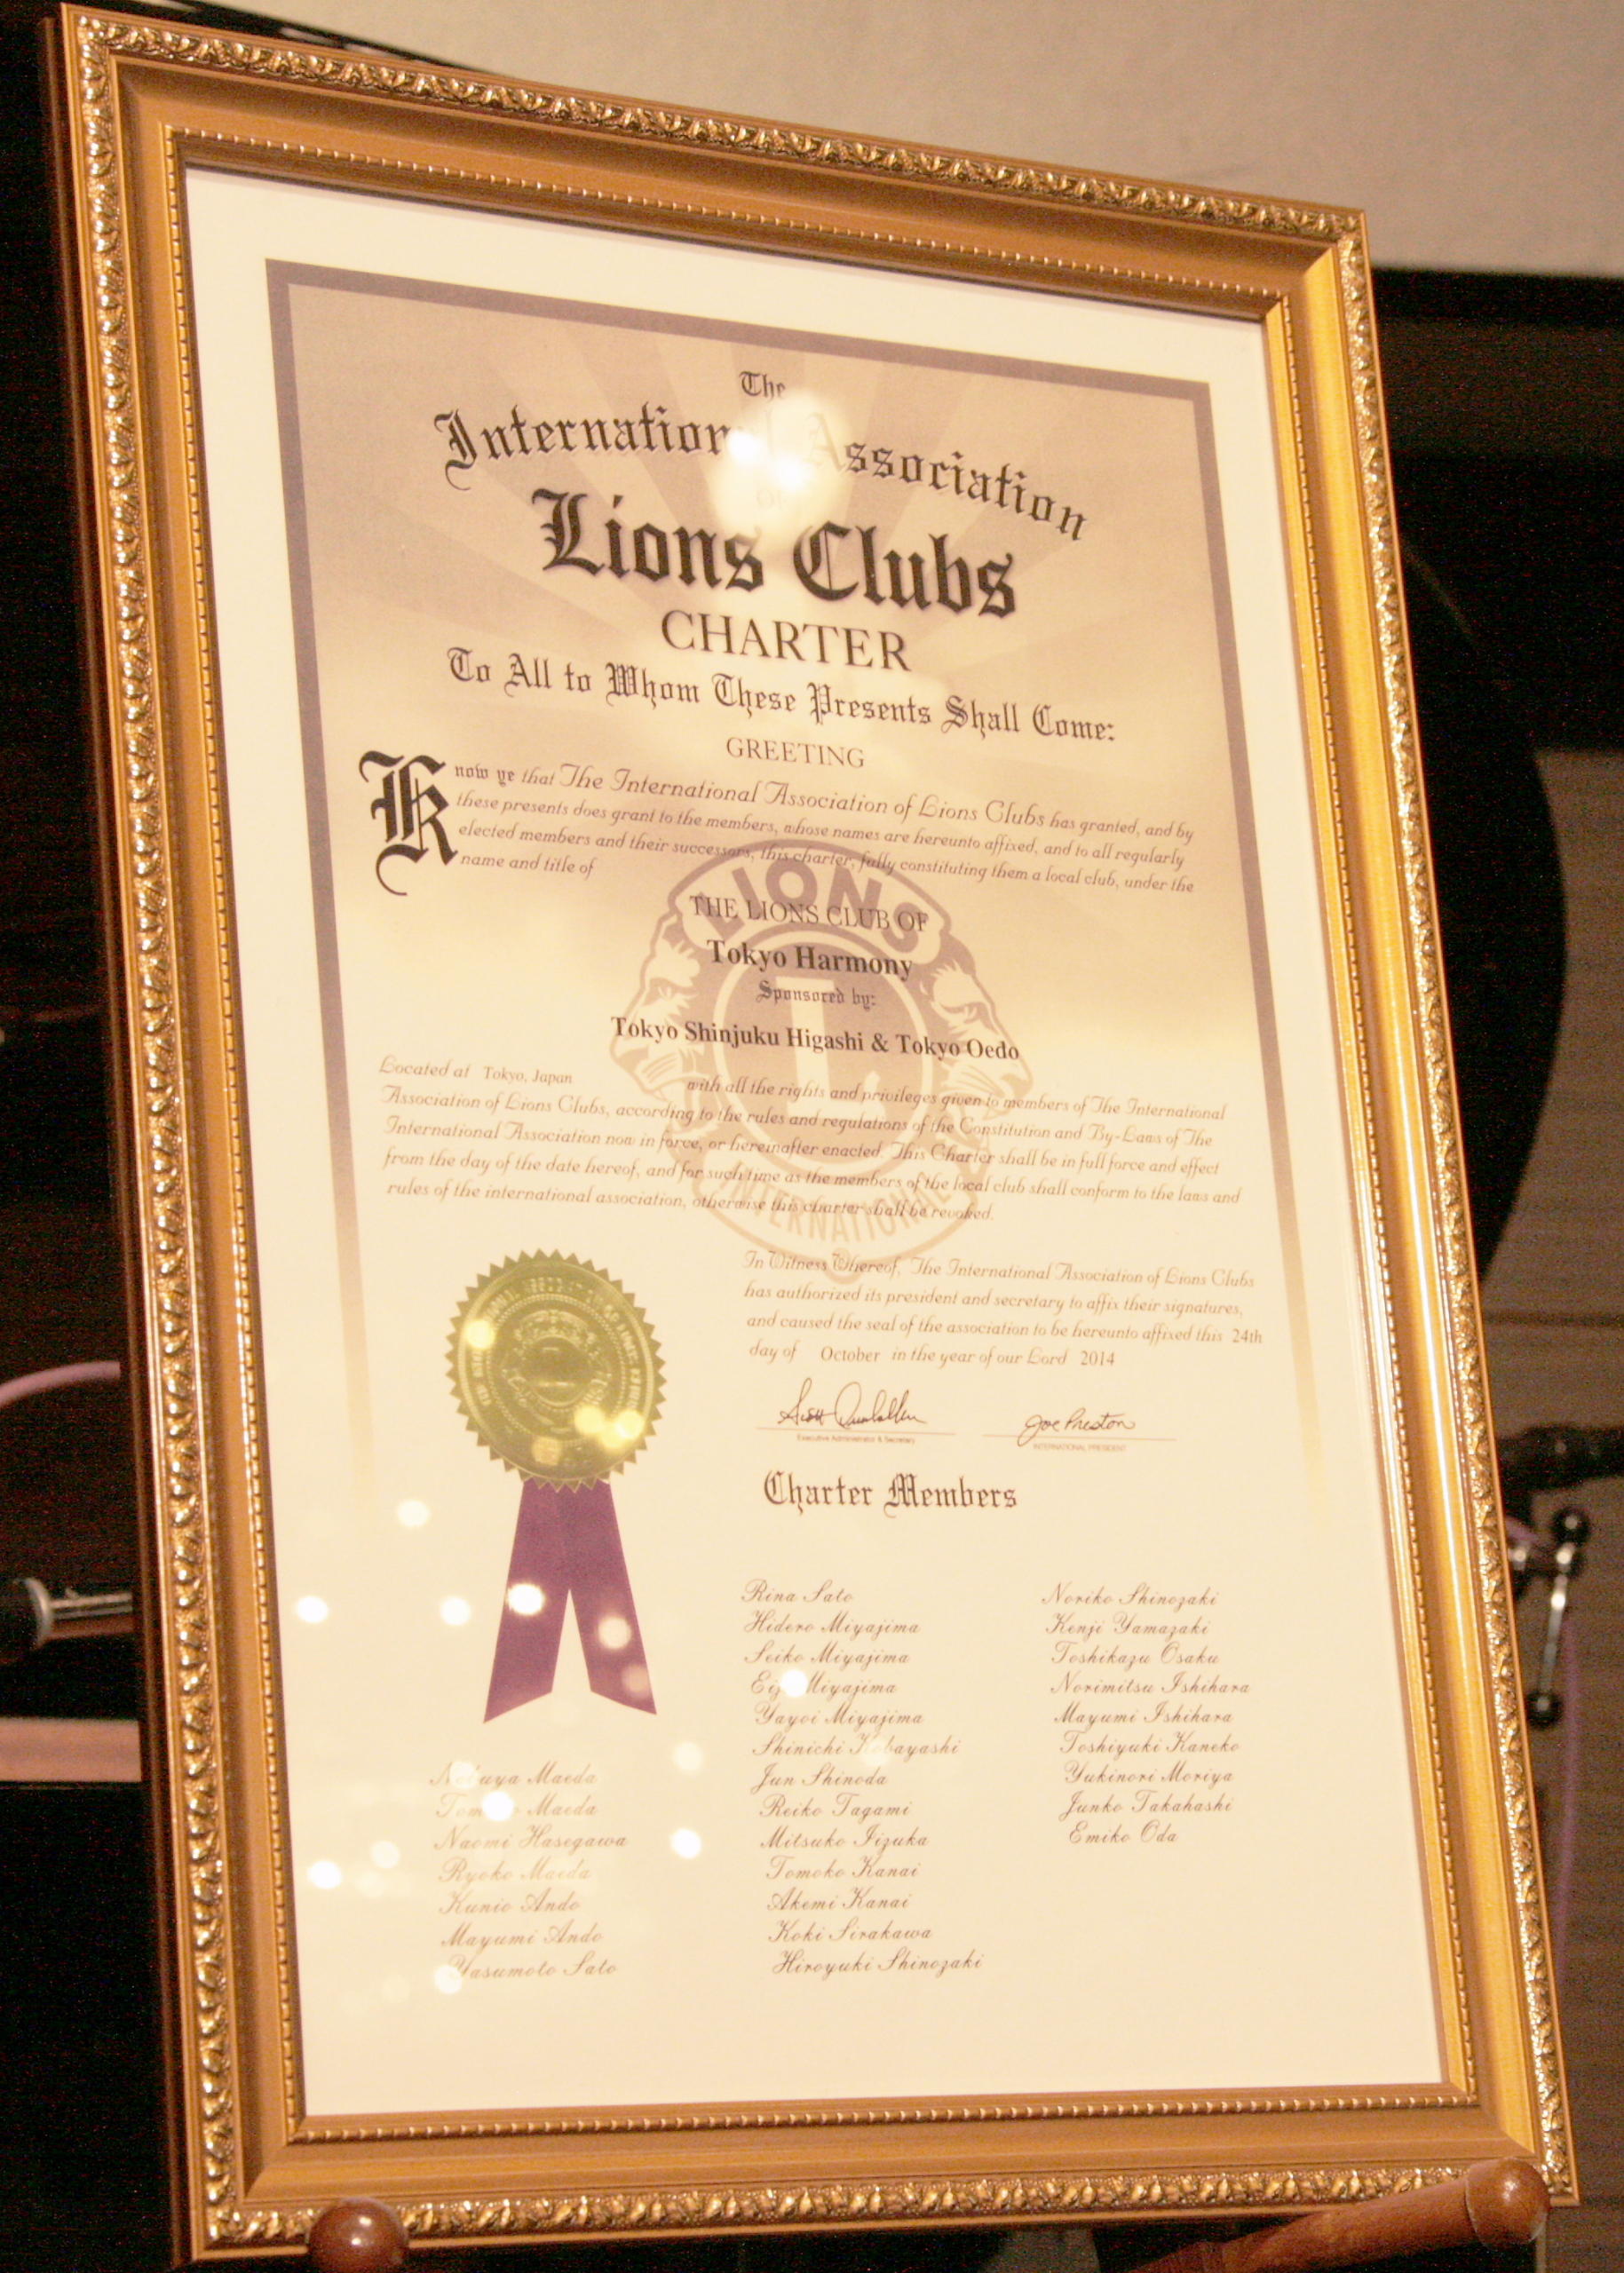 The
International Association
of
Lions Clubs
CHARTER
To All to Whom These Presents Shall Come:
GREETING
Know ye that The International Association of Lions Clubs has granted, and by
these presents does grant to the members, whose names are hereunto affixed, and to all regularly
elected members and their successors, this charter, fully constituting them a local club, under the
name and title of
LIONS
THE LIONS CLUB OF
Tokyo Harmony
Sponsored by:
Tokyo Shinjuku Higashi & Tokyo Oedo
L
Located at Tokyo, Japan with all the rights and privileges given to members of The International
Association of Lions Clubs, according to the rules and regulations of the Constitution and By-Laws of The
International Association now in force, or hereinafter enacted. This Charter shall be in full force and effect
from the day of the date hereof, and for such time as the members of the local club shall conform to the laws and
rules of the international association, otherwise this charter shall be revoked.
INTERNATIONAL
In Witness Whereof, The International Association of Lions Clubs
has authorized its president and secretary to affix their signatures,
and caused the seal of the association to be hereunto affixed this 24th
day of October in the year of our Lord 2014
Joe Preston
Executive Administrator & Secretary
INTERNATIONAL PRESIDENT
Charter Members
Maeda
Maeda
Naomi Hasegawa
Ryoko Maeda
Kunio Ando
Mayumi Ando
Yasumoto Sato
Rina Sato
Hidero Miyajima
Seiko Miyajima
Miyajima
Yayoi Miyajima
Shinichi Kobayashi
Jun Shinoda
Reiko Tagami
Mitsuko Iizuka
Tomoko Kanai
Akemi Kanai
Koki Sirakawa
Hiroyuki Shinozaki
Noriko Shinozaki
Kenji Yamazaki
Toshikazu Osaku
Norimitsu Ishihara
Mayumi Ishihara
Toshiyuki Kaneko
Yukinori Moriya
Junko Takahashi
Emiko Oda